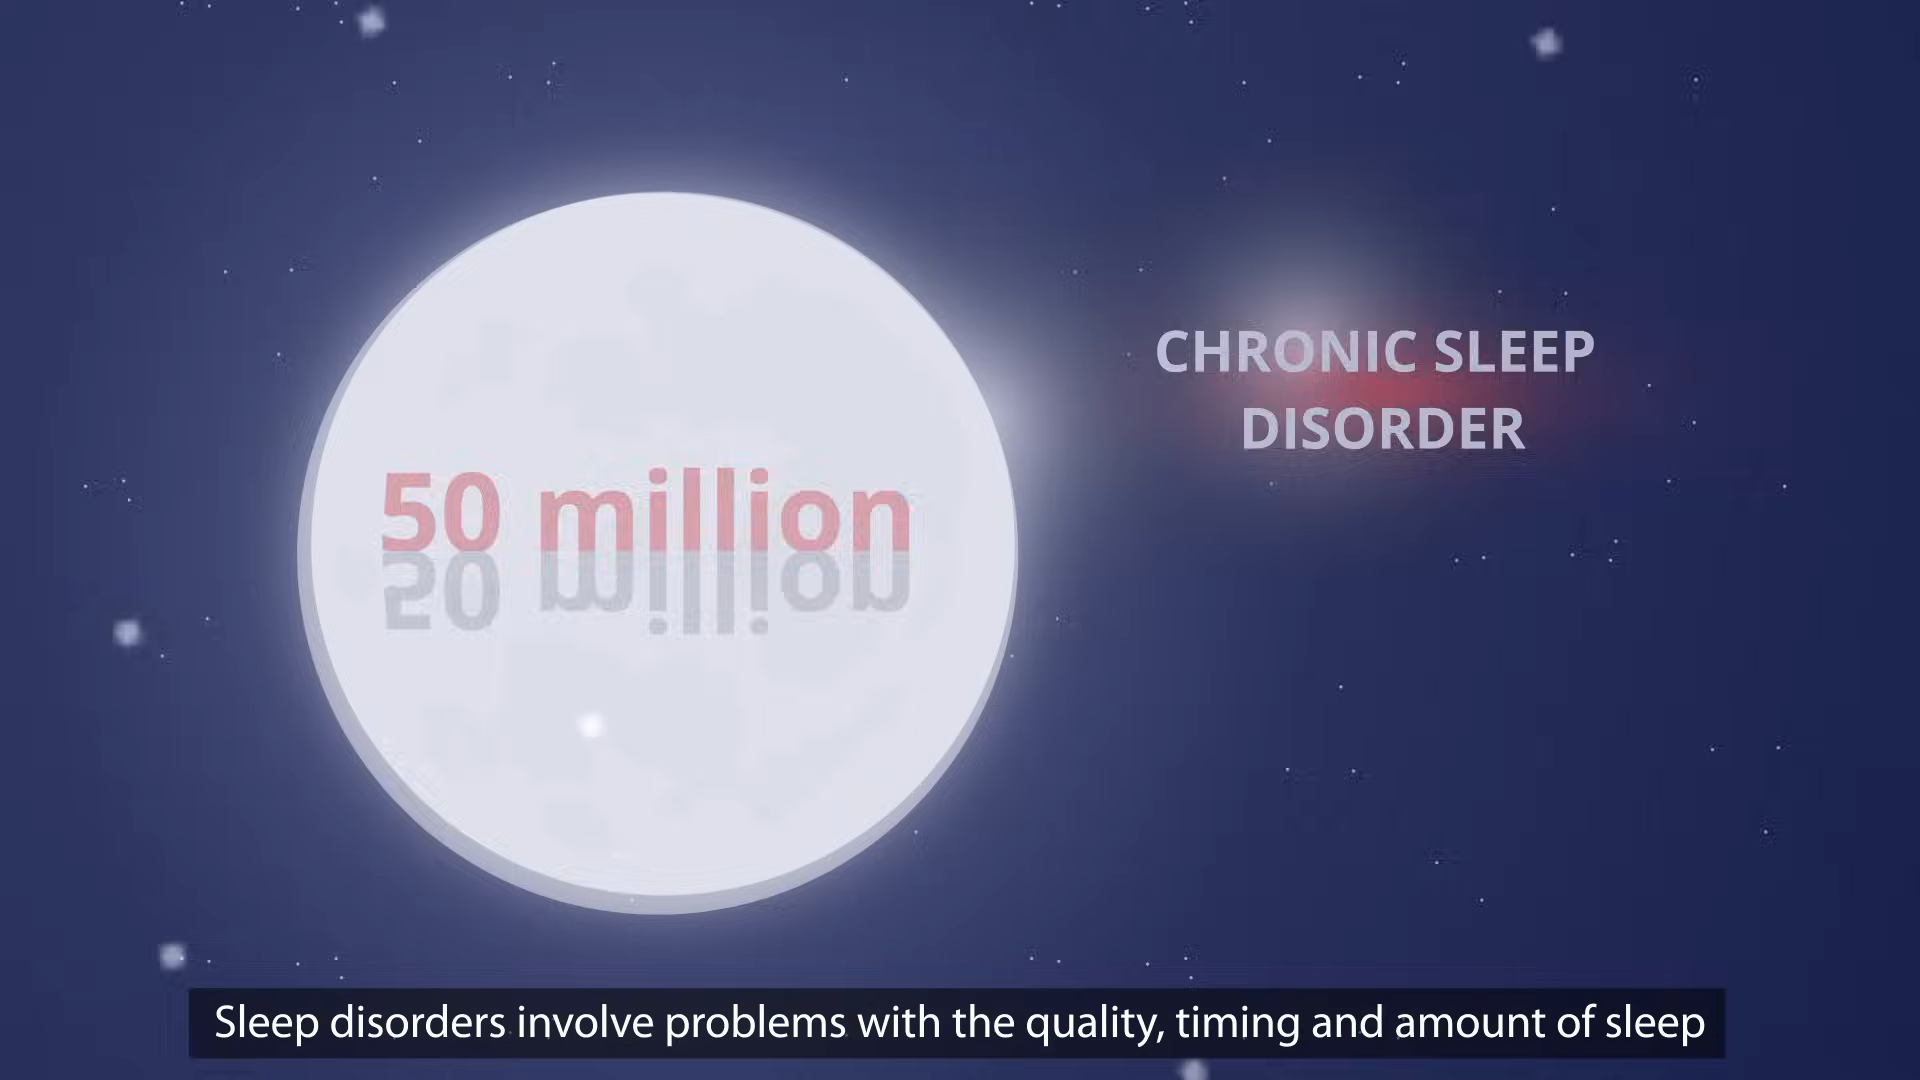 CHRONIC SLEEP
DISORDER
50 million
Sleep disorders involve problems with the quality, timing and amount of sleep